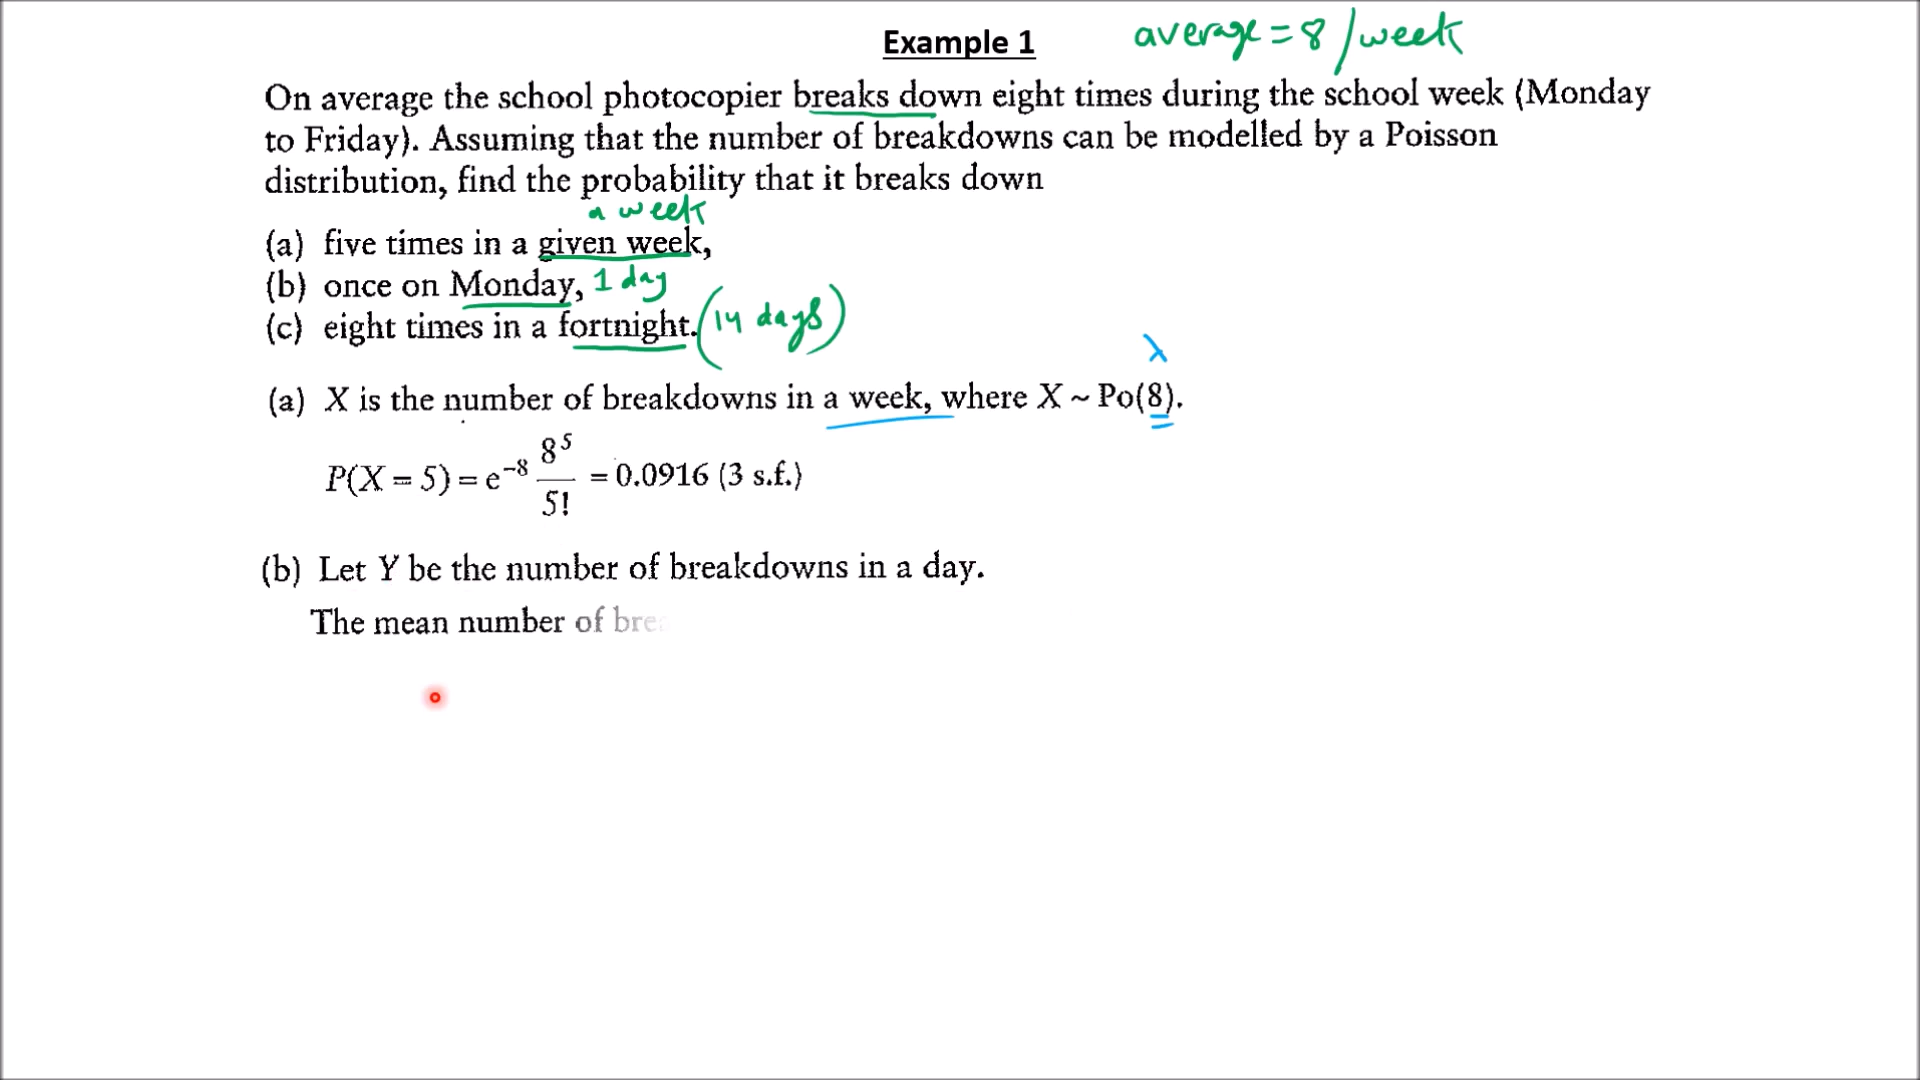 Example 1 average = 8 / week
On average the school photocopier breaks down eight times during the school week (Monday
to Friday). Assuming that the number of breakdowns can be modelled by a Poisson
distribution, find the probability that it breaks down
a week
(a) five times in a given week,
(b) once on Monday, 1 day
(c) eight times in a fortnight. (14 days)
λ
(a) X is the number of breakdowns in a week, where X ~ Po(8).
P(X = 5) = e⁻⁸ 8⁵/5! = 0.0916 (3 s.f.)
(b) Let Y be the number of breakdowns in a day.
The mean number of bre